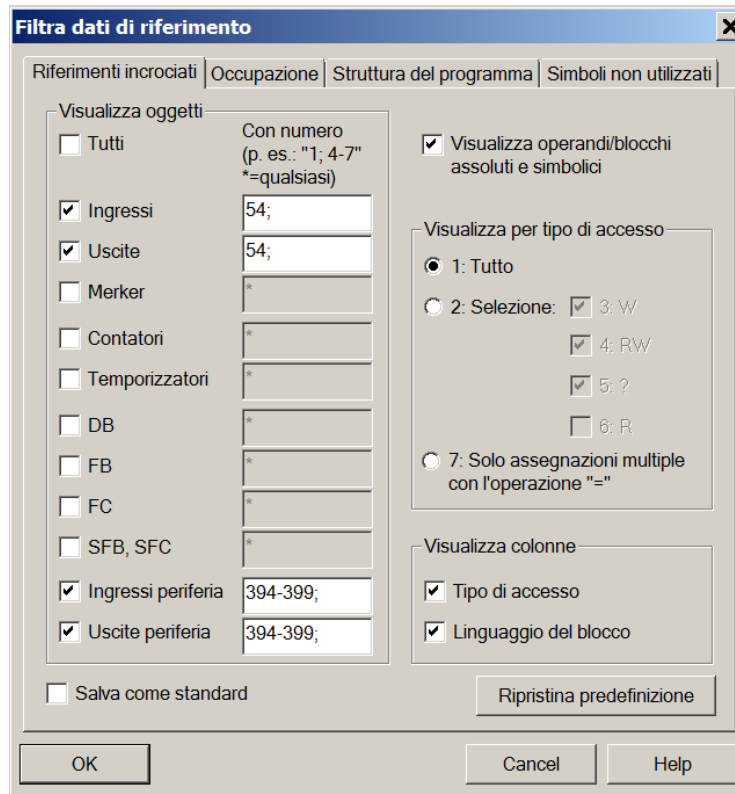 Filtra dati di riferimento
Riferimenti incrociati
Occupazione
Struttura del programma
Simboli non utilizzati
Visualizza oggetti
Tutti
Con numero
(p. es.: "1; 4-7"
*=qualsiasi)
Ingressi 54;
Uscite 54;
Merker *
Contatori *
Temporizzatori *
DB *
FB *
FC *
SFB, SFC *
Ingressi periferia 394-399;
Uscite periferia 394-399;
Salva come standard
Visualizza operandi/blocchi
assoluti e simbolici
Visualizza per tipo di accesso
1: Tutto
2: Selezione: 3: W
4: RW
5: ?
6: R
7: Solo assegnazioni multiple
con l'operazione "="
Visualizza colonne
Tipo di accesso
Linguaggio del blocco
Ripristina predefinizione
OK
Cancel
Help